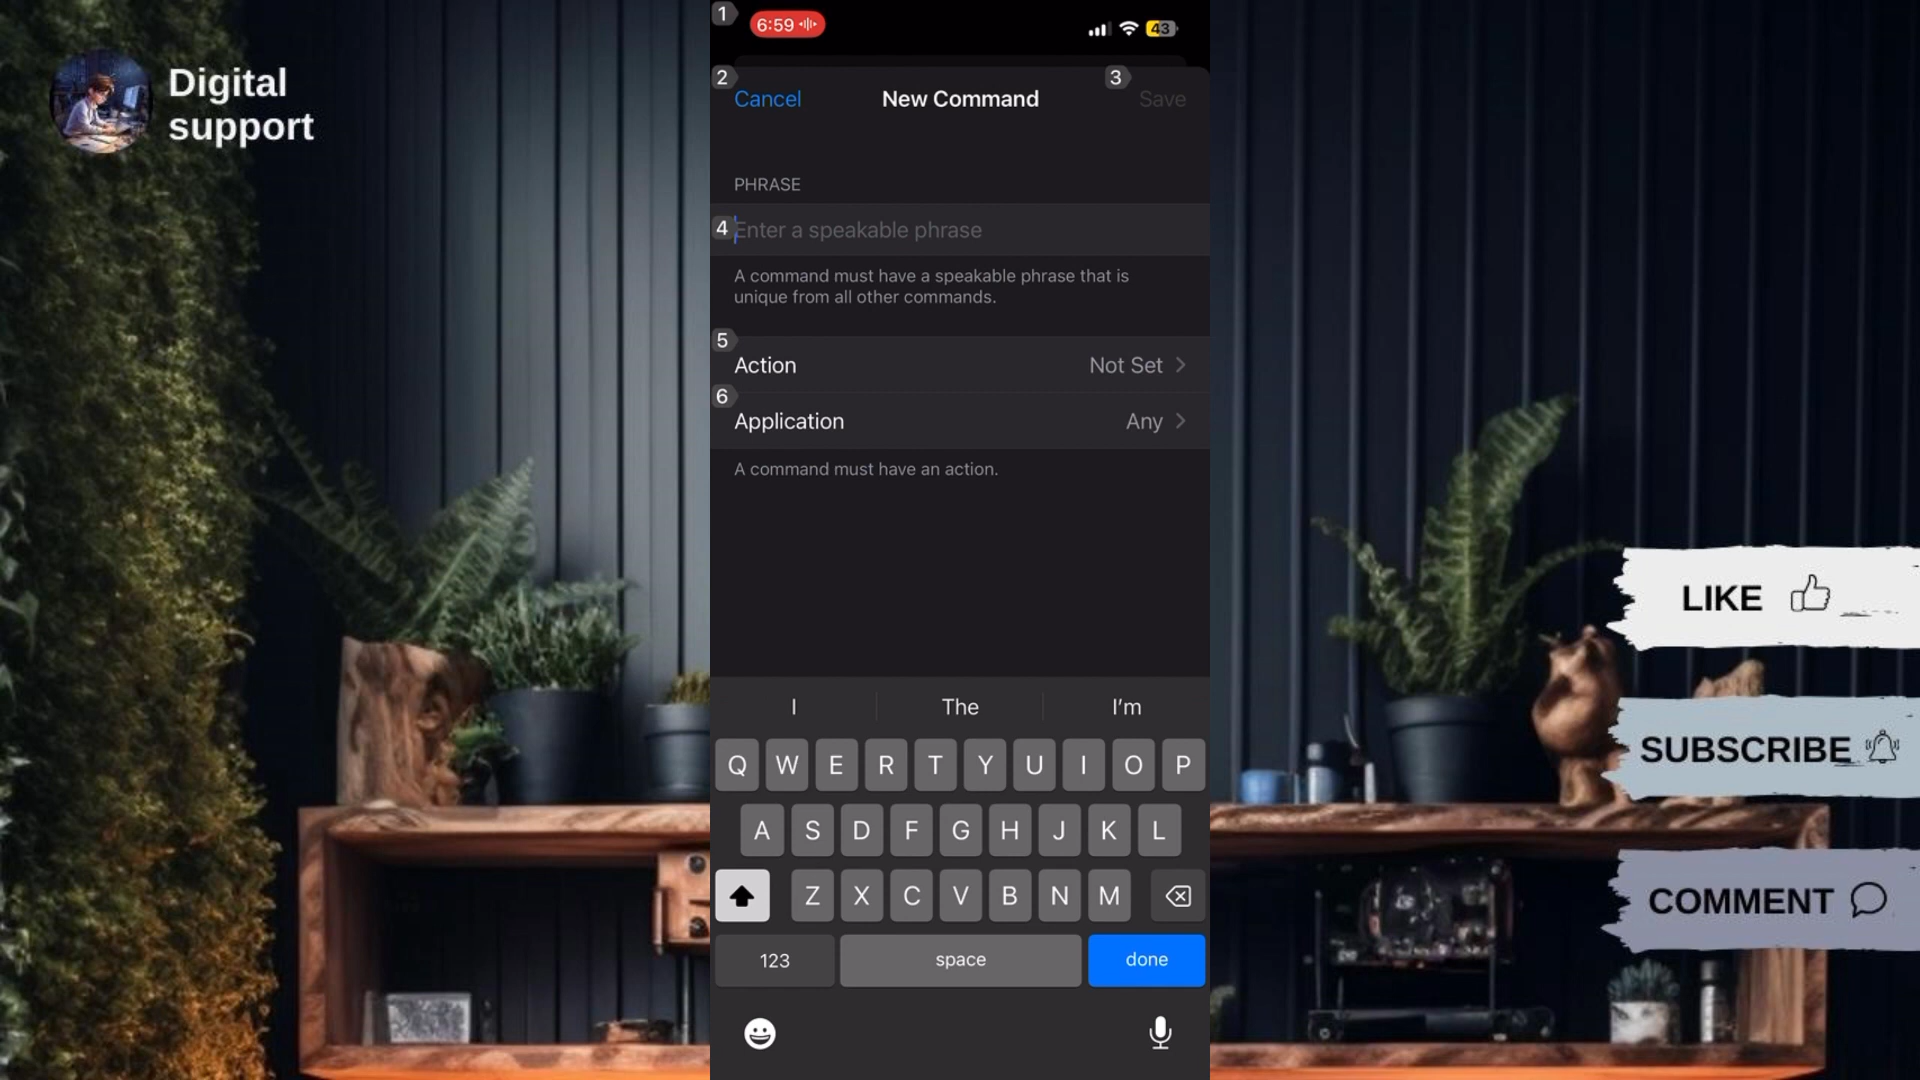 Digital
support
1
6:59
43
2
3
Cancel
New Command
Save
PHRASE
4
Enter a speakable phrase
A command must have a speakable phrase that is
unique from all other commands.
5
Action
Not Set
6
Application
Any
A command must have an action.
I
The
I'm
Q W E R T Y U I O P
A S D F G H J K L
Z X C V B N M
123
space
done
LIKE
SUBSCRIBE
COMMENT